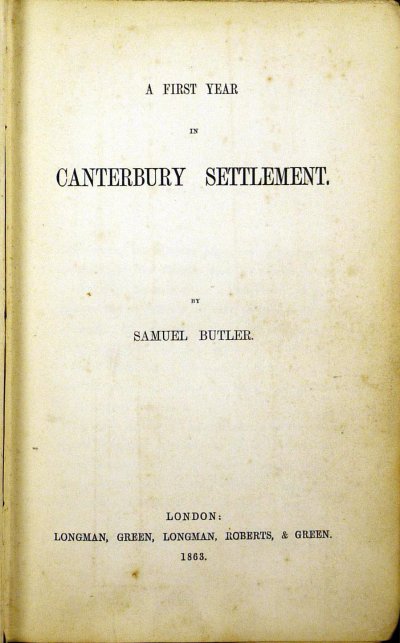 A FIRST YEAR
IN
CANTERBURY SETTLEMENT.
BY
SAMUEL BUTLER.
LONDON:
LONGMAN, GREEN, LONGMAN, ROBERTS, & GREEN.
1863.